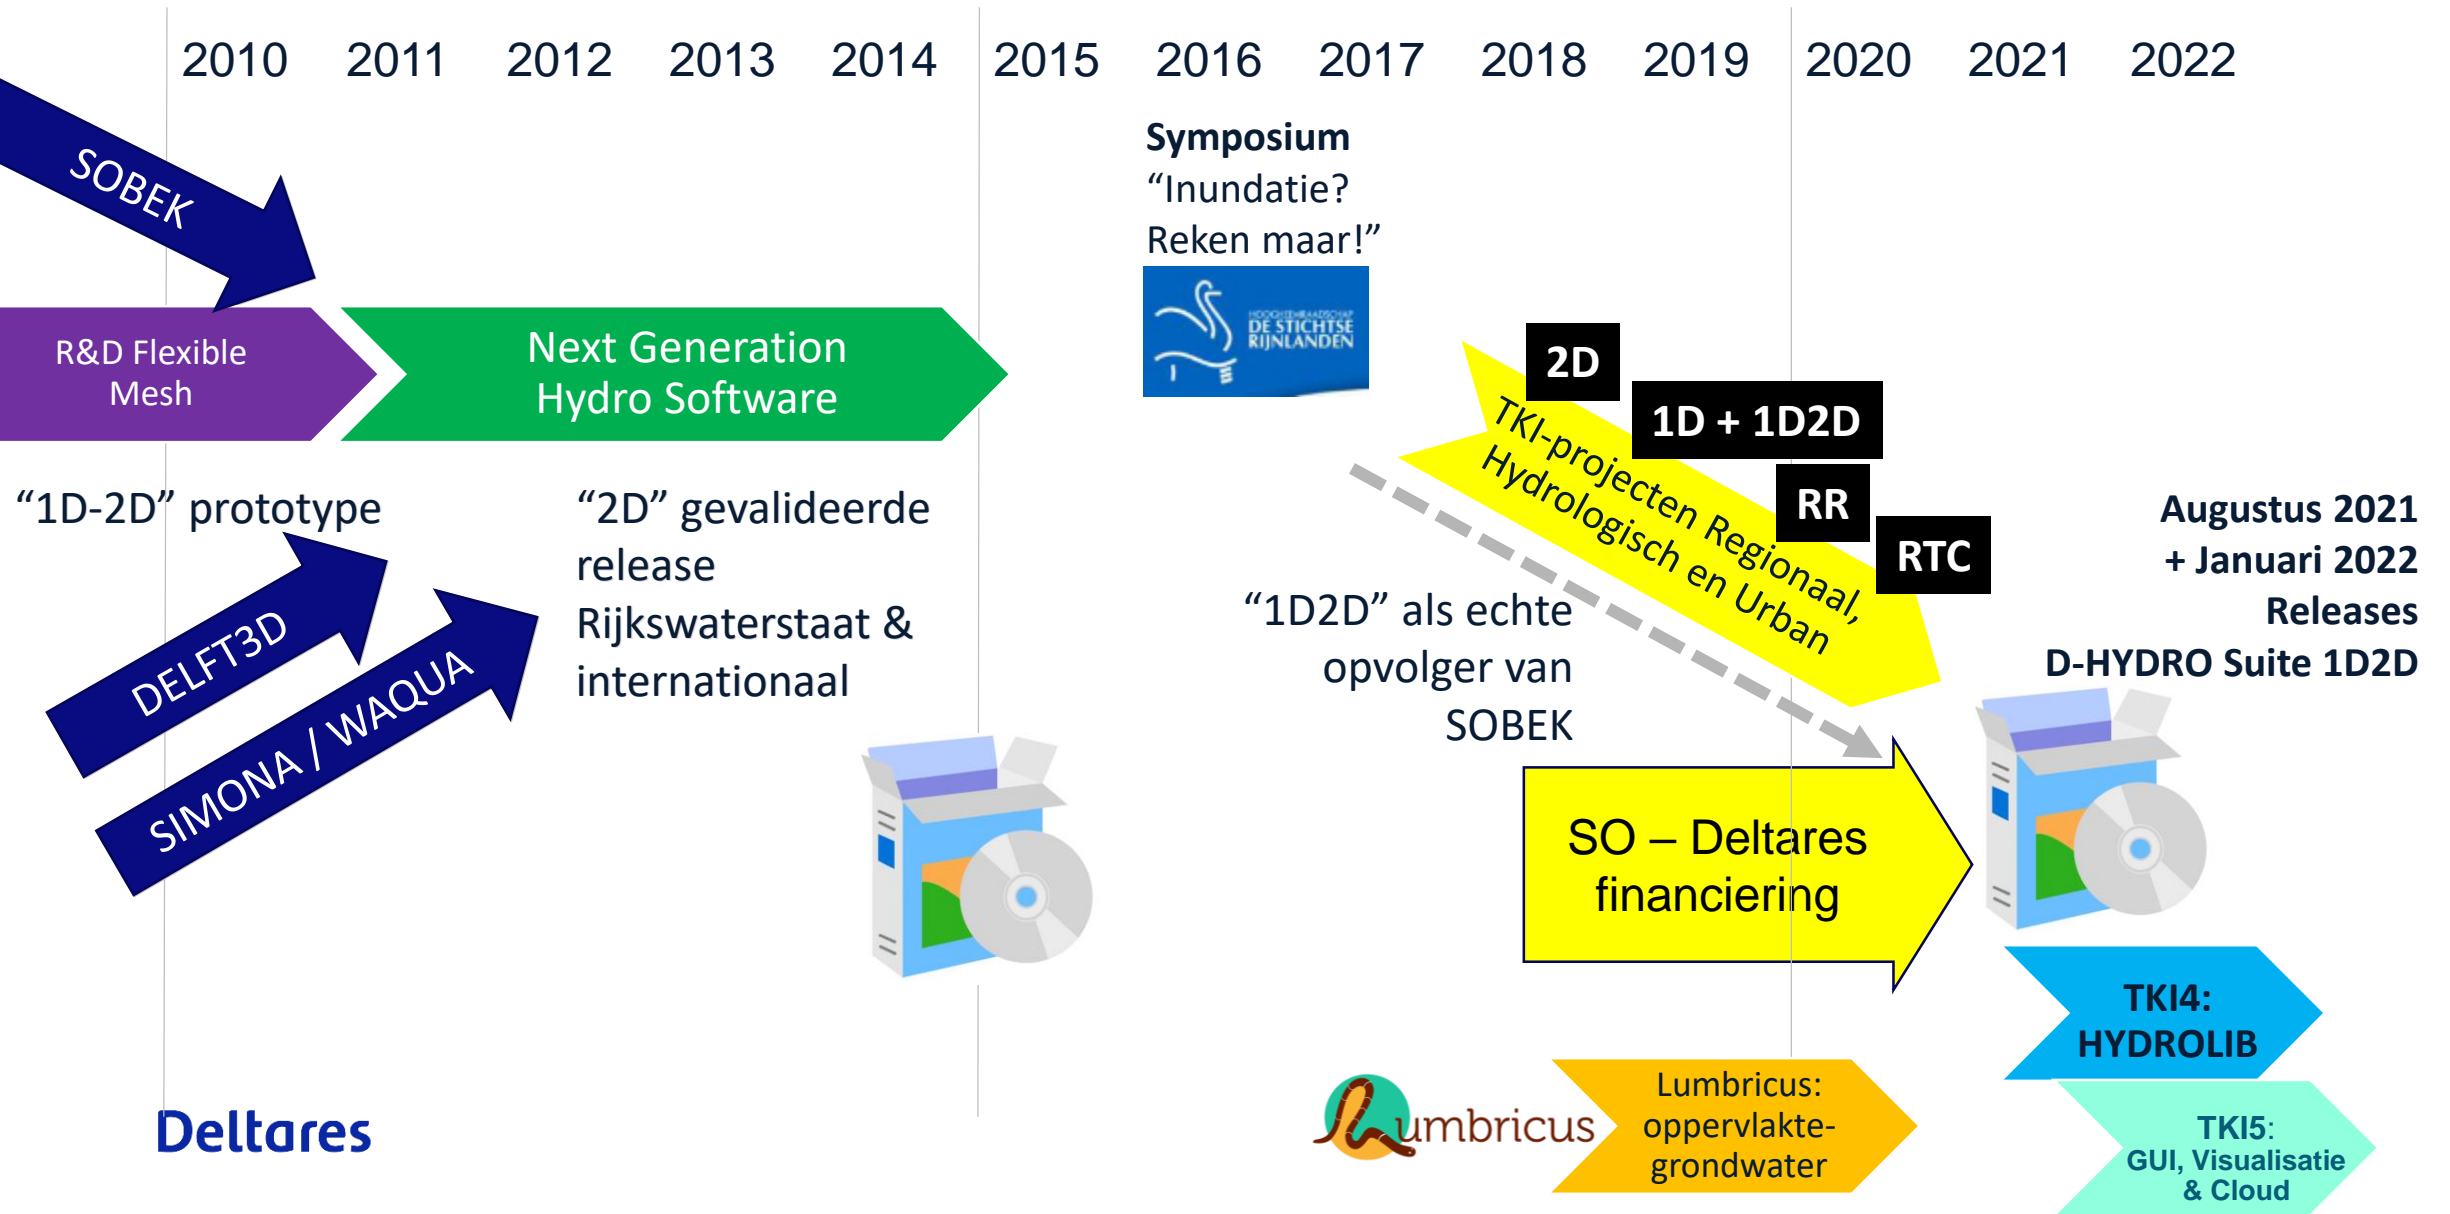 2010 2011 2012 2013 2014 2015 2016 2017 2018 2019 2020 2021 2022
SOBEK
R&D Flexible
Mesh
Next Generation
Hydro Software
Symposium
“Inundatie?
Reken maar!”
HOOGHEEMRAADSCHAP
DE STICHTSE
RIJNLANDEN
“1D-2D” prototype
DELFT3D
SIMONA / WAQUA
“2D” gevalideerde
release
Rijkswaterstaat &
internationaal
2D
1D + 1D2D
RR
RTC
TKI-projecten Regionaal,
Hydrologisch en Urban
“1D2D” als echte
opvolger van
SOBEK
Augustus 2021
+ Januari 2022
Releases
D-HYDRO Suite 1D2D
SO – Deltares
financiering
TKI4:
HYDROLIB
Lumbricus
Lumbricus:
oppervlakte-
grondwater
TKI5:
GUI, Visualisatie
& Cloud
Deltares